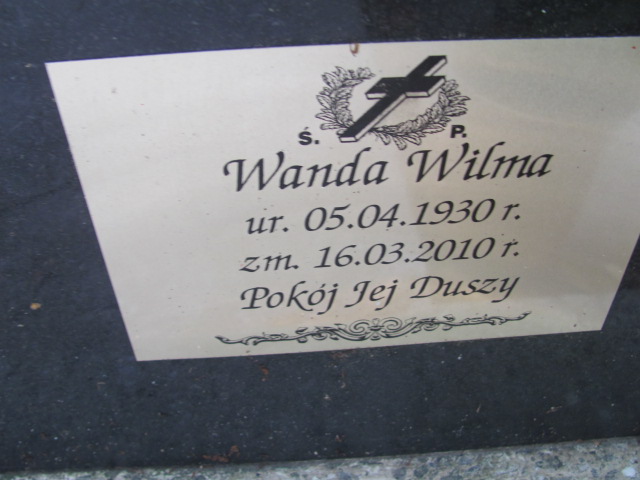 Ś. P.
Wanda Wilma
ur. 05.04.1930 r.
zm. 16.03.2010 r.
Pokój Jej Duszy